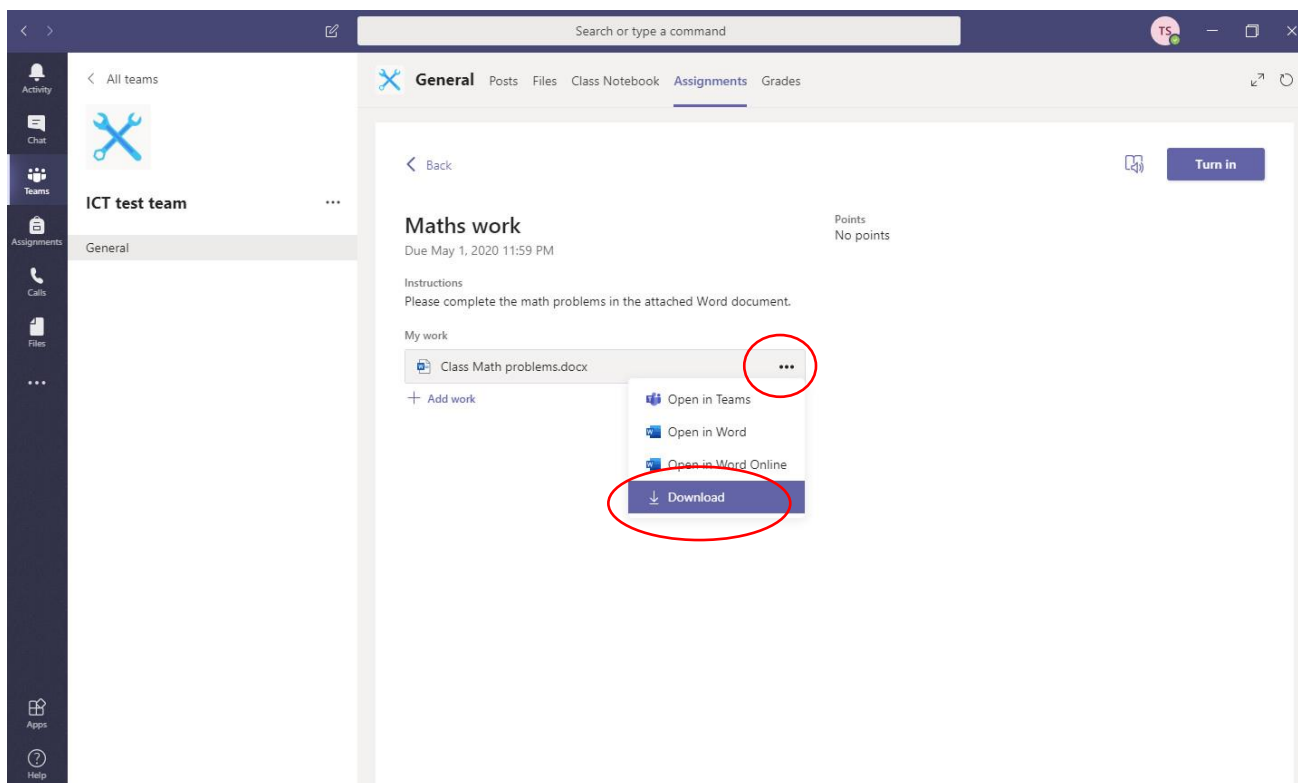 Search or type a command
TS
Activity
Chat
Teams
Assignments
Calls
Files
Apps
Help
All teams
ICT test team
General
General Posts Files Class Notebook Assignments Grades
Back
Turn in
Maths work
Due May 1, 2020 11:59 PM
Points
No points
Instructions
Please complete the math problems in the attached Word document.
My work
Class Math problems.docx
Add work
Open in Teams
Open in Word
Open in Word Online
Download